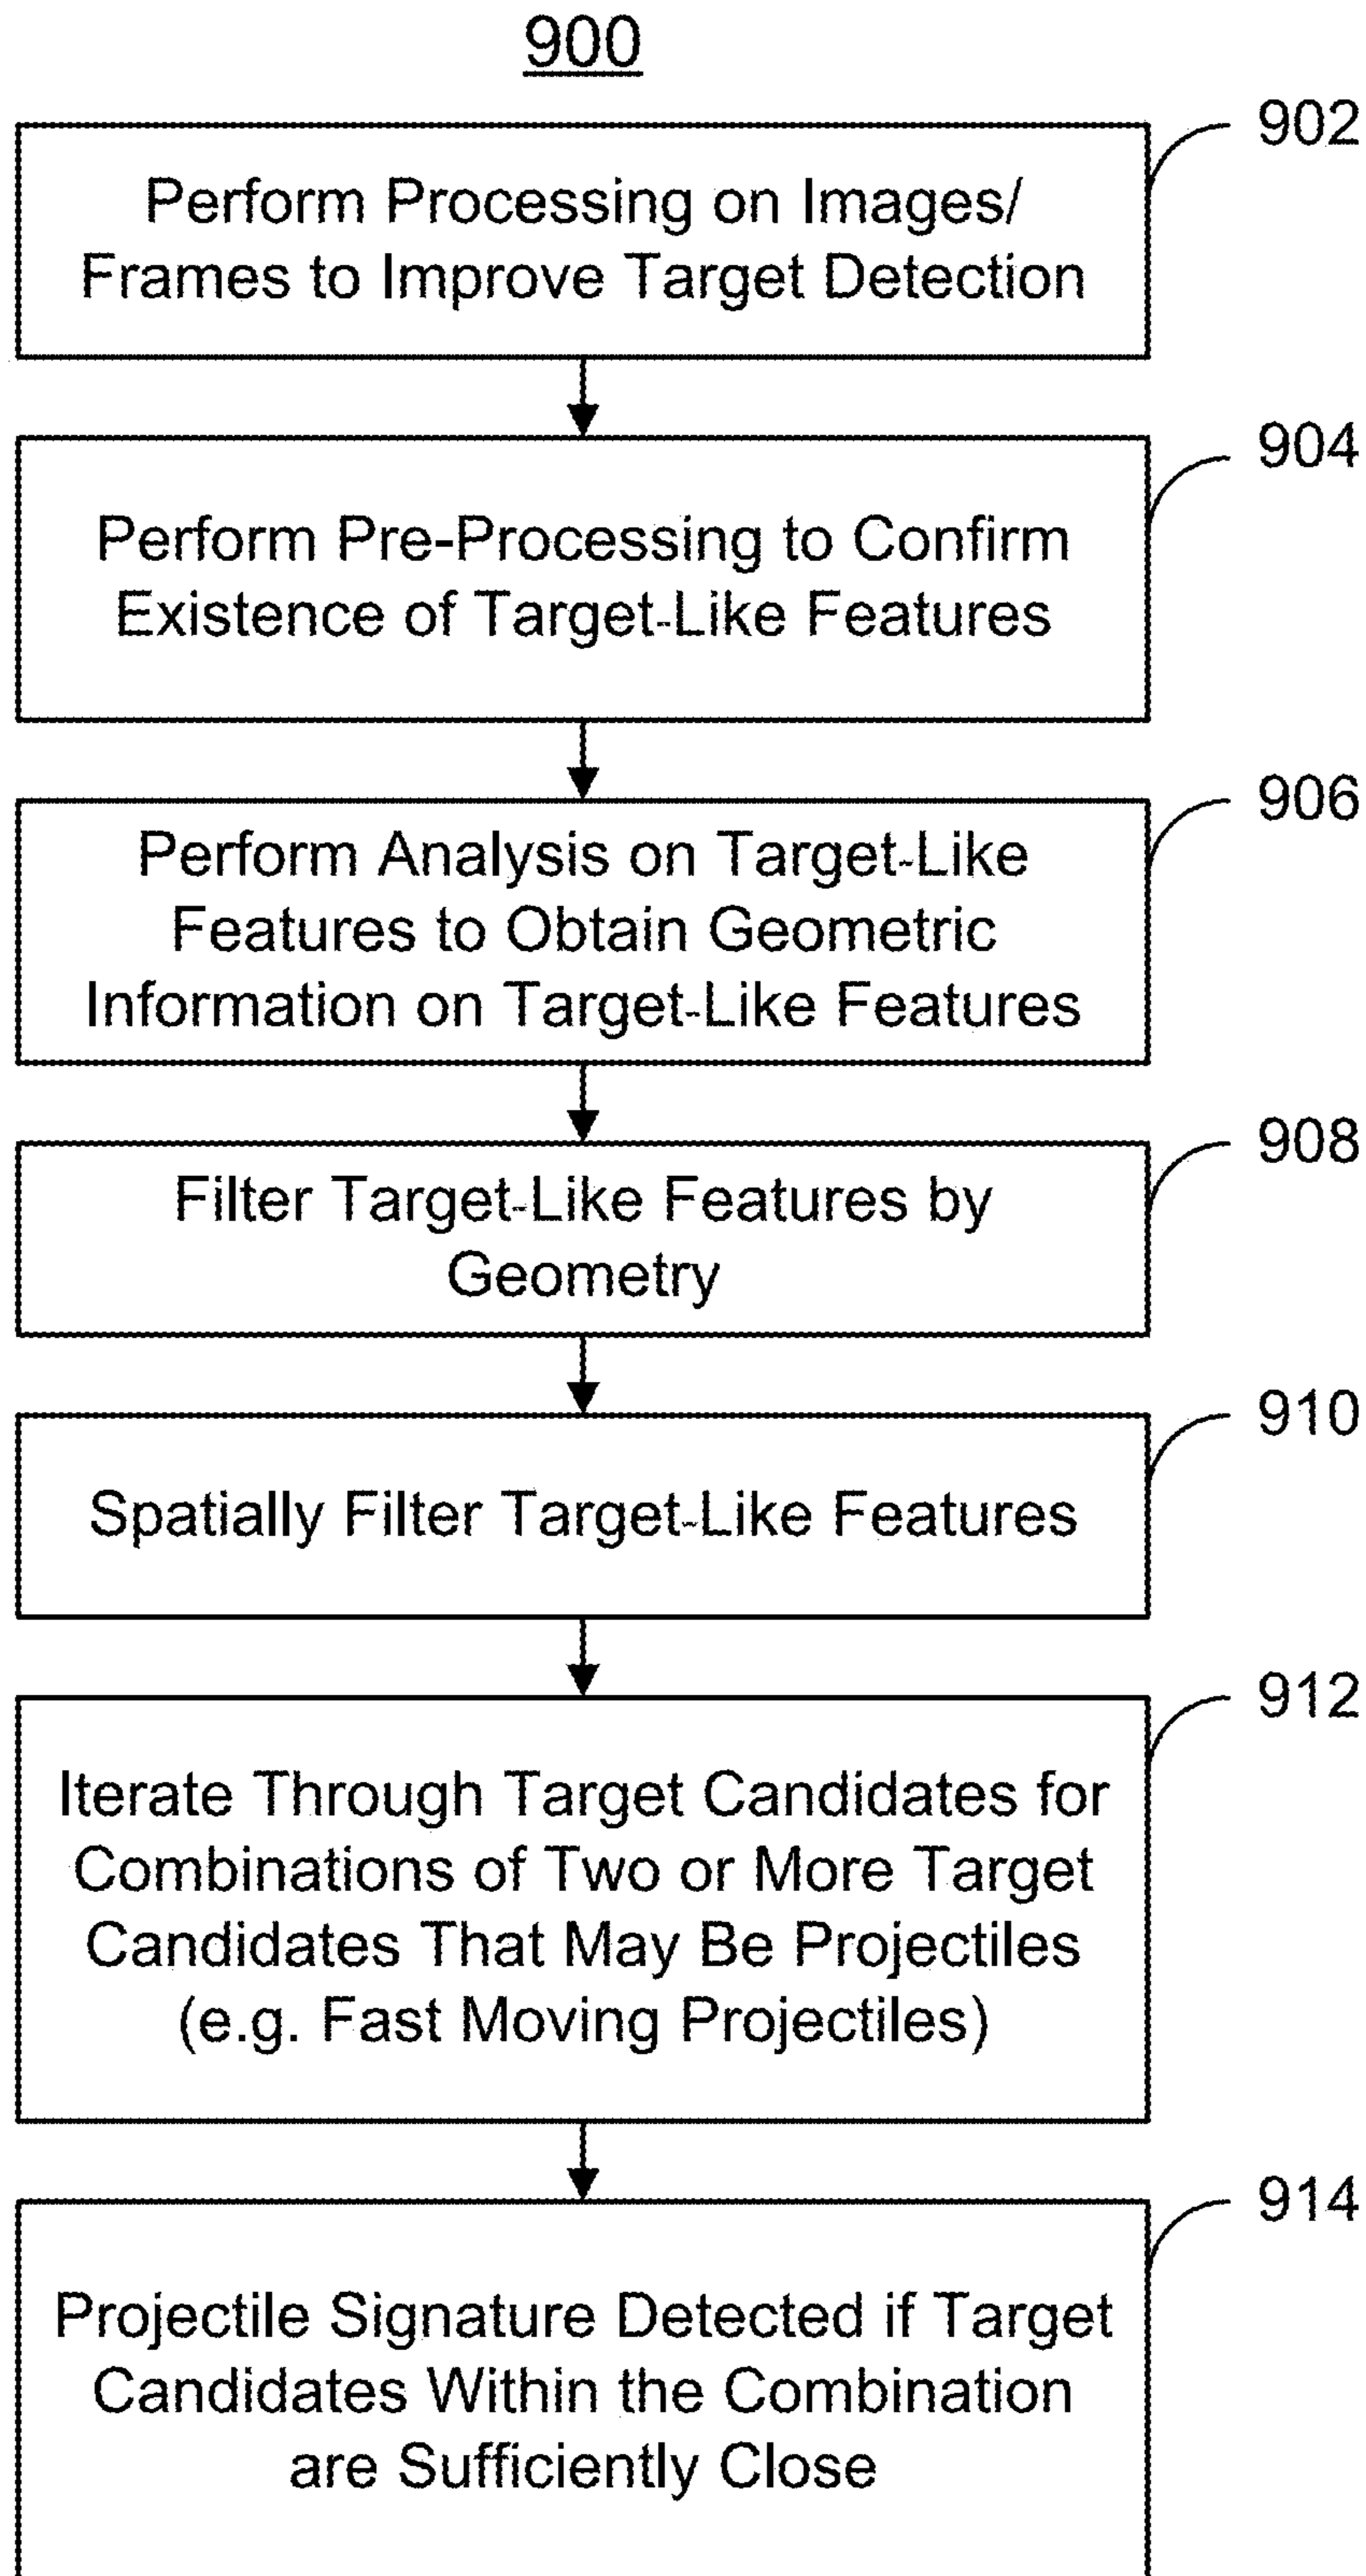 900
902
Perform Processing on Images/
Frames to Improve Target Detection
904
Perform Pre-Processing to Confirm
Existence of Target-Like Features
906
Perform Analysis on Target-Like
Features to Obtain Geometric
Information on Target-Like Features
908
Filter Target-Like Features by
Geometry
910
Spatially Filter Target-Like Features
912
Iterate Through Target Candidates for
Combinations of Two or More Target
Candidates That May Be Projectiles
(e.g. Fast Moving Projectiles)
914
Projectile Signature Detected if Target
Candidates Within the Combination
are Sufficiently Close